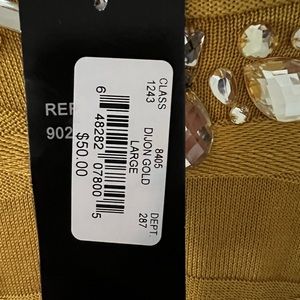 REF
902
CLASS 8405 DEPT.
1243 287
DIJON GOLD
LARGE
6 48282 07800 5
$50.00